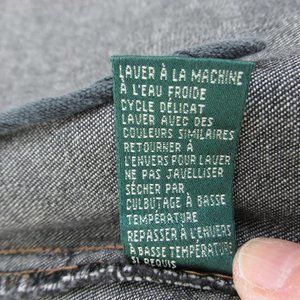 LAVER À LA MACHINE
À L'EAU FROIDE
CYCLE DÉLICAT
LAVER AVEC DES
COULEURS SIMILAIRES
RETOURNER À
L'ENVERS POUR LAVER
NE PAS JAVELLISER
SÉCHER PAR
CULBUTAGE À BASSE
TEMPÉRATURE
REPASSER À L'ENVERS
À BASSE TEMPÉRATURE
SI REQUIS